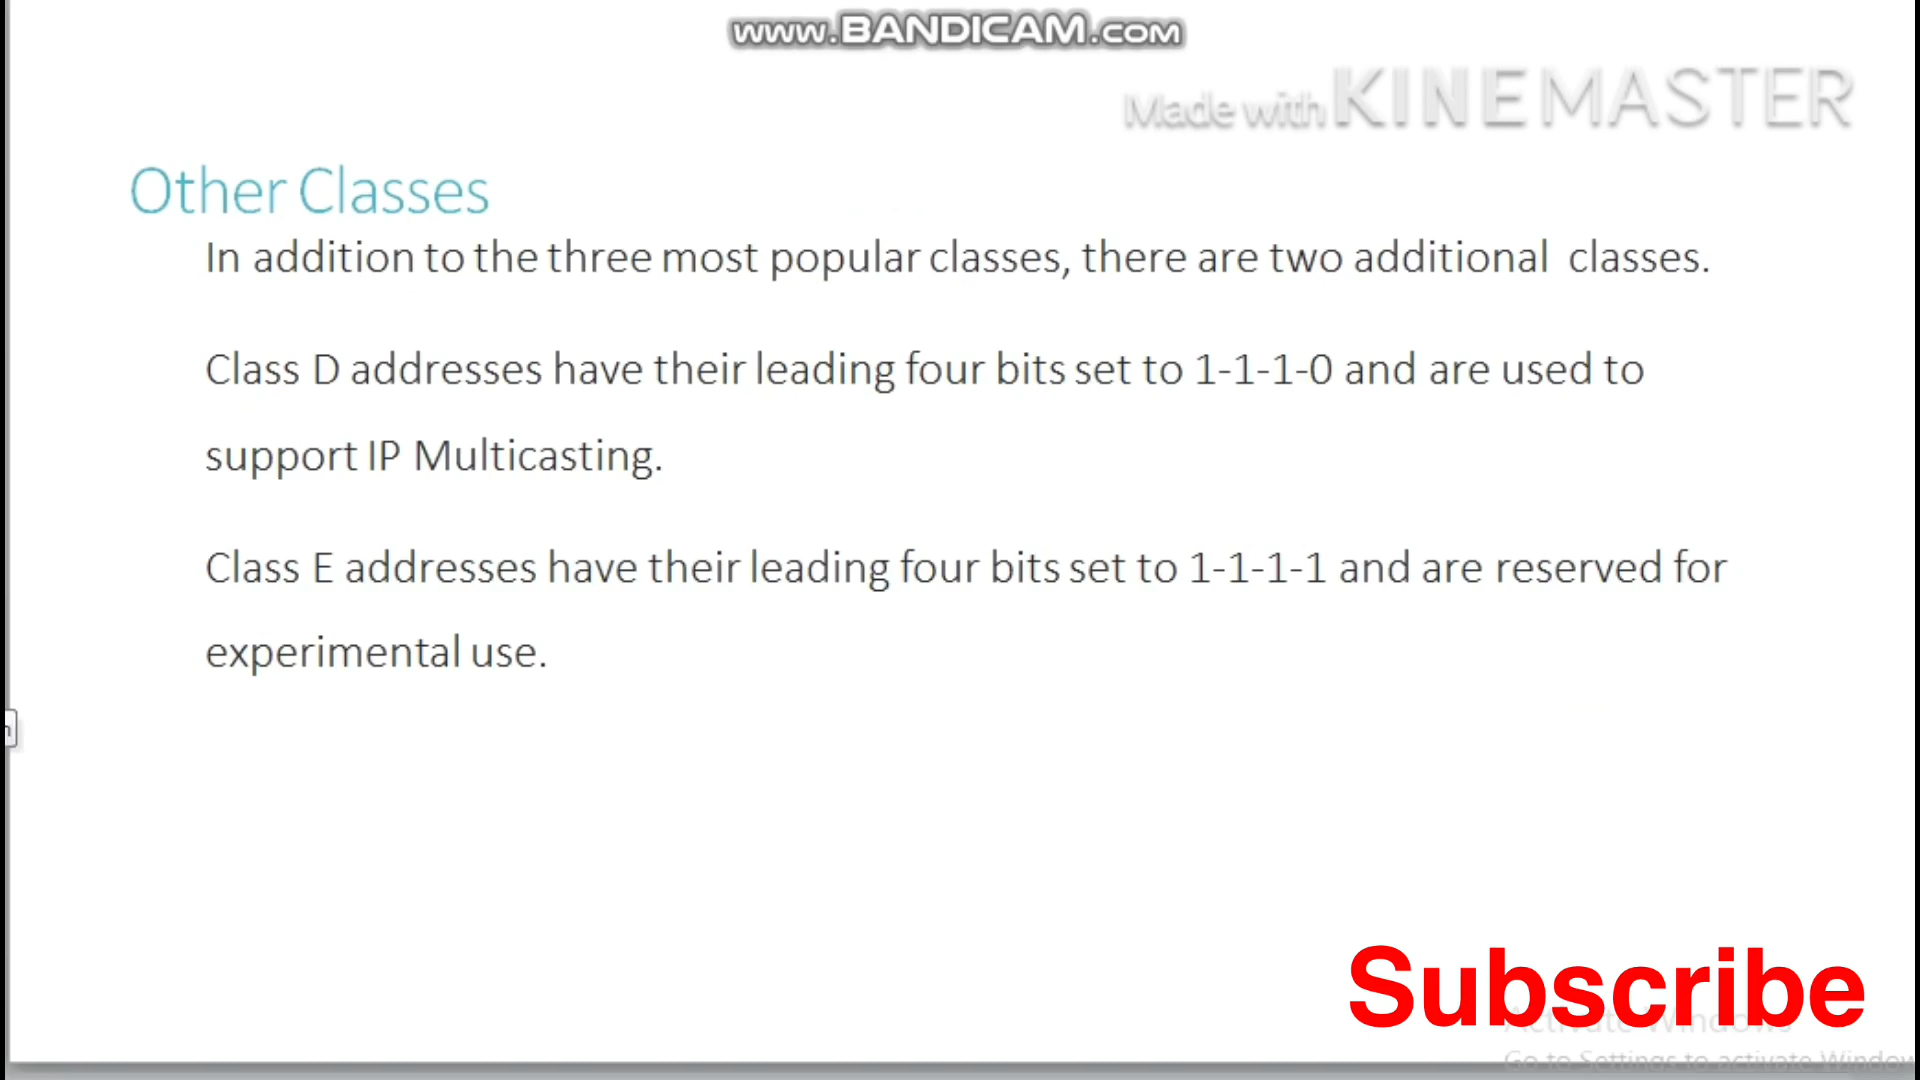 www.BANDICAM.com
Made with KINEMASTER
Other Classes
In addition to the three most popular classes, there are two additional classes.
Class D addresses have their leading four bits set to 1-1-1-0 and are used to
support IP Multicasting.
Class E addresses have their leading four bits set to 1-1-1-1 and are reserved for
experimental use.
Subscribe
Activate Windows
Go to Settings to activate Window